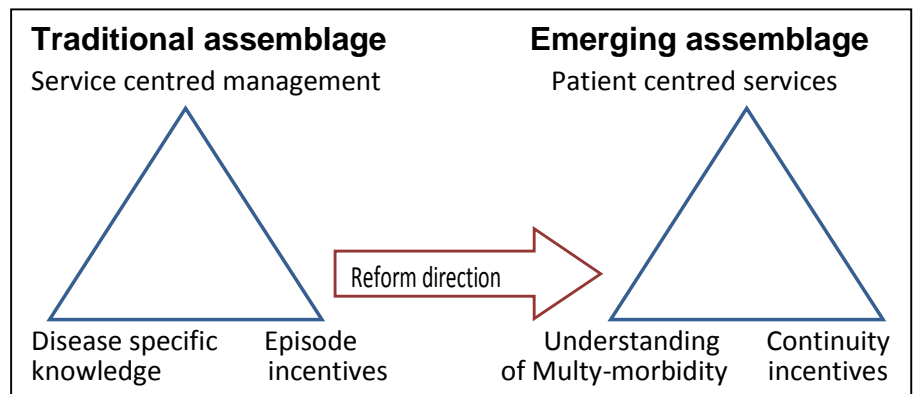 Traditional assemblage
Service centred management
Disease specific
knowledge
Episode
incentives
Reform direction
Emerging assemblage
Patient centred services
Understanding
of Multy-morbidity
Continuity
incentives